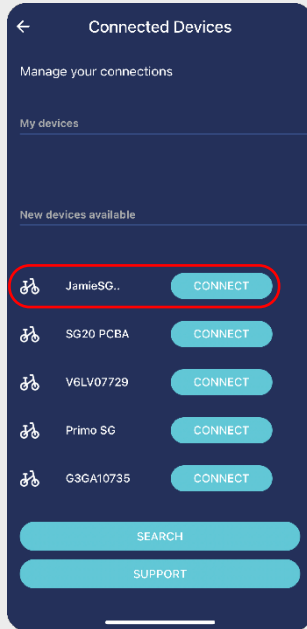 Connected Devices
Manage your connections
My devices
New devices available
JamieSG.. CONNECT
SG20 PCBA CONNECT
V6LV07729 CONNECT
Primo SG CONNECT
G3GA10735 CONNECT
SEARCH
SUPPORT